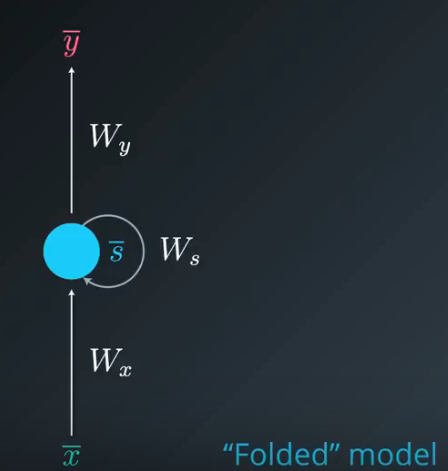 y̅
W_y
s̅ W_s
W_x
x̅ “Folded” model